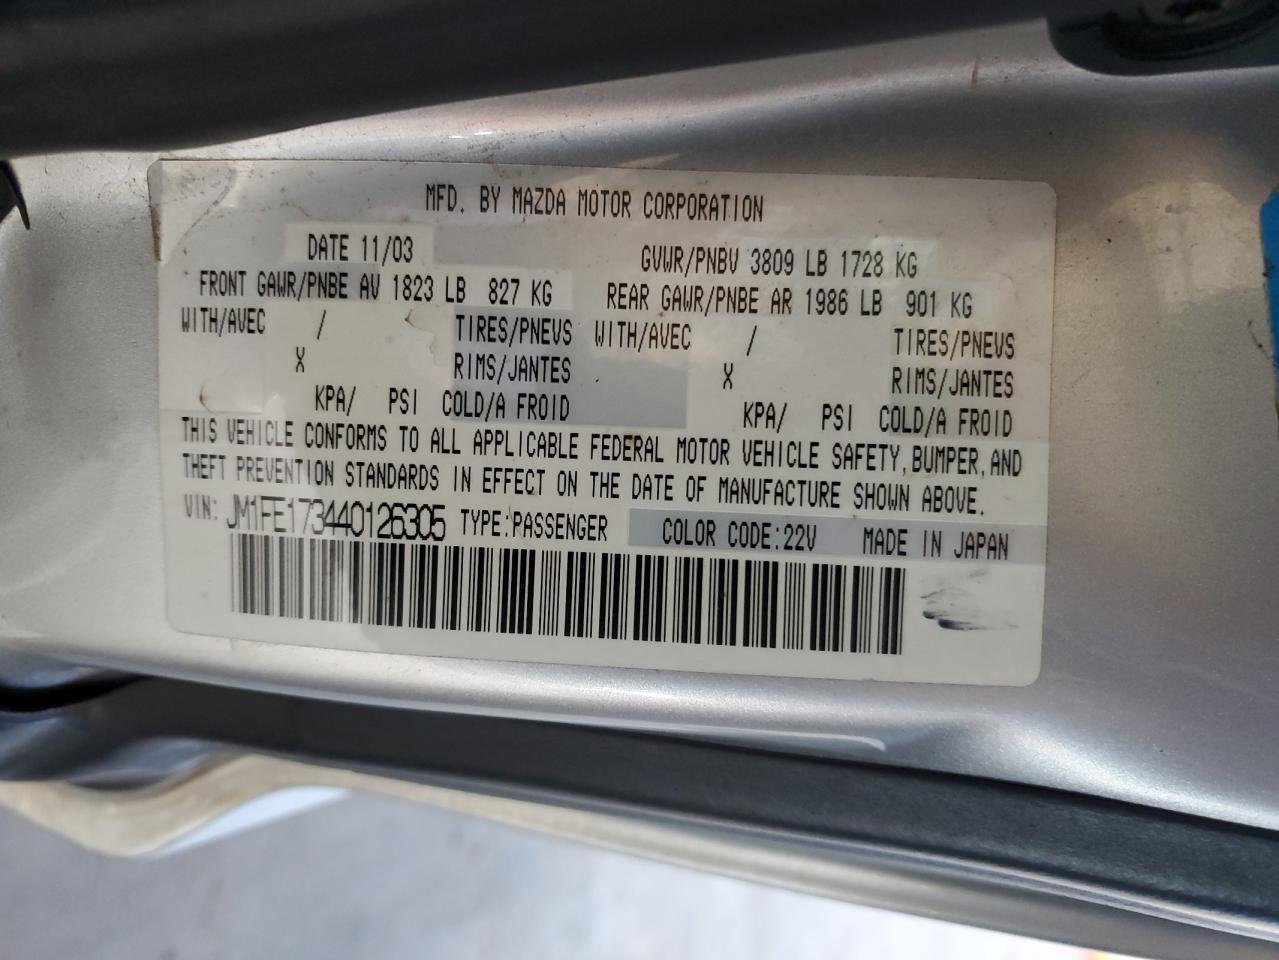 MFD. BY MAZDA MOTOR CORPORATION
DATE 11/03 GVWR/PNBV 3809 LB 1728 KG
FRONT GAWR/PNBE AV 1823 LB 827 KG REAR GAWR/PNBE AR 1986 LB 901 KG
WITH/AVEC / TIRES/PNEUS WITH/AVEC / TIRES/PNEUS
X RIMS/JANTES X RIMS/JANTES
KPA/ PSI COLD/A FROID KPA/ PSI COLD/A FROID
THIS VEHICLE CONFORMS TO ALL APPLICABLE FEDERAL MOTOR VEHICLE SAFETY, BUMPER, AND
THEFT PREVENTION STANDARDS IN EFFECT ON THE DATE OF MANUFACTURE SHOWN ABOVE.
VIN: JM1FE173440126305 TYPE:PASSENGER COLOR CODE:22V MADE IN JAPAN